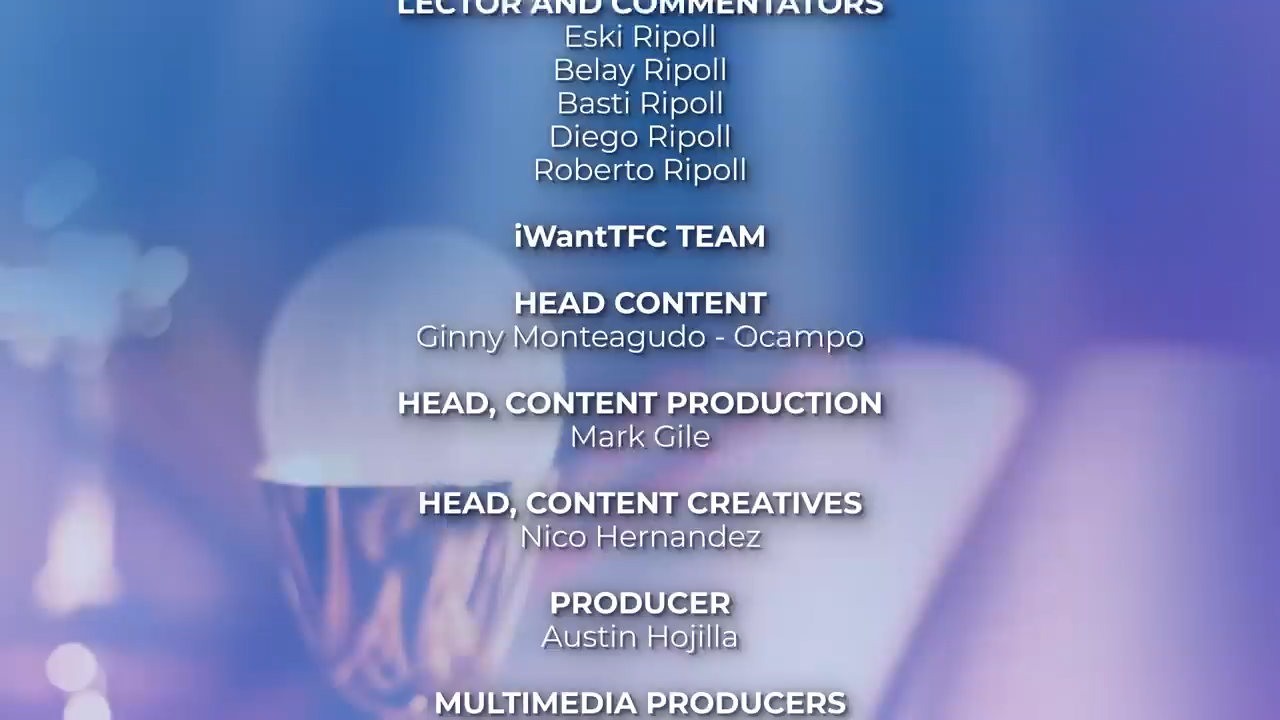 LECTOR AND COMMENTATORS
Eski Ripoll
Belay Ripoll
Basti Ripoll
Diego Ripoll
Roberto Ripoll
iWantTFC TEAM
HEAD CONTENT
Ginny Monteagudo - Ocampo
HEAD, CONTENT PRODUCTION
Mark Gile
HEAD, CONTENT CREATIVES
Nico Hernandez
PRODUCER
Austin Hojilla
MULTIMEDIA PRODUCERS